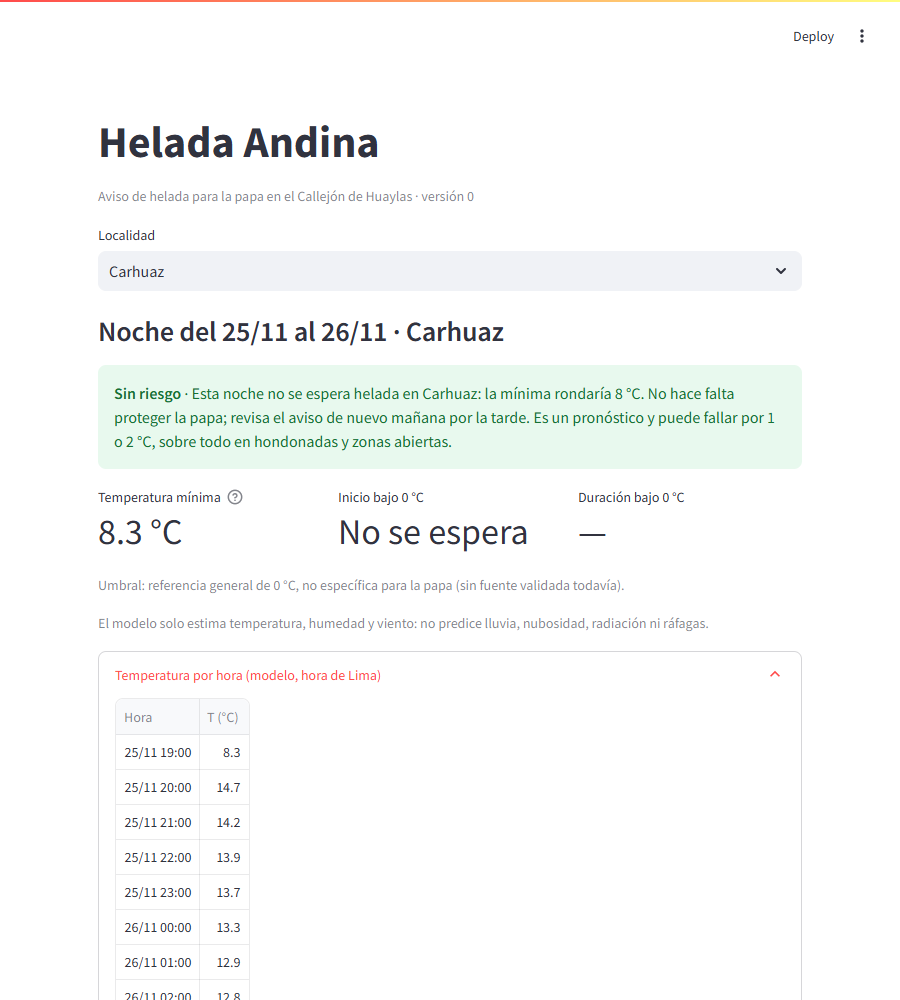 Deploy
Helada Andina
Aviso de helada para la papa en el Callejón de Huaylas · versión 0
Localidad
Carhuaz
Noche del 25/11 al 26/11 · Carhuaz
Sin riesgo · Esta noche no se espera helada en Carhuaz: la mínima rondaría 8 °C. No hace falta
proteger la papa; revisa el aviso de nuevo mañana por la tarde. Es un pronóstico y puede fallar por 1
o 2 °C, sobre todo en hondonadas y zonas abiertas.
Temperatura mínima Inicio bajo 0 °C Duración bajo 0 °C
8.3 °C No se espera —
Umbral: referencia general de 0 °C, no específica para la papa (sin fuente validada todavía).
El modelo solo estima temperatura, humedad y viento: no predice lluvia, nubosidad, radiación ni ráfagas.
Temperatura por hora (modelo, hora de Lima)
Hora T (°C)
25/11 19:00 8.3
25/11 20:00 14.7
25/11 21:00 14.2
25/11 22:00 13.9
25/11 23:00 13.7
26/11 00:00 13.3
26/11 01:00 12.9
26/11 02:00 12.8